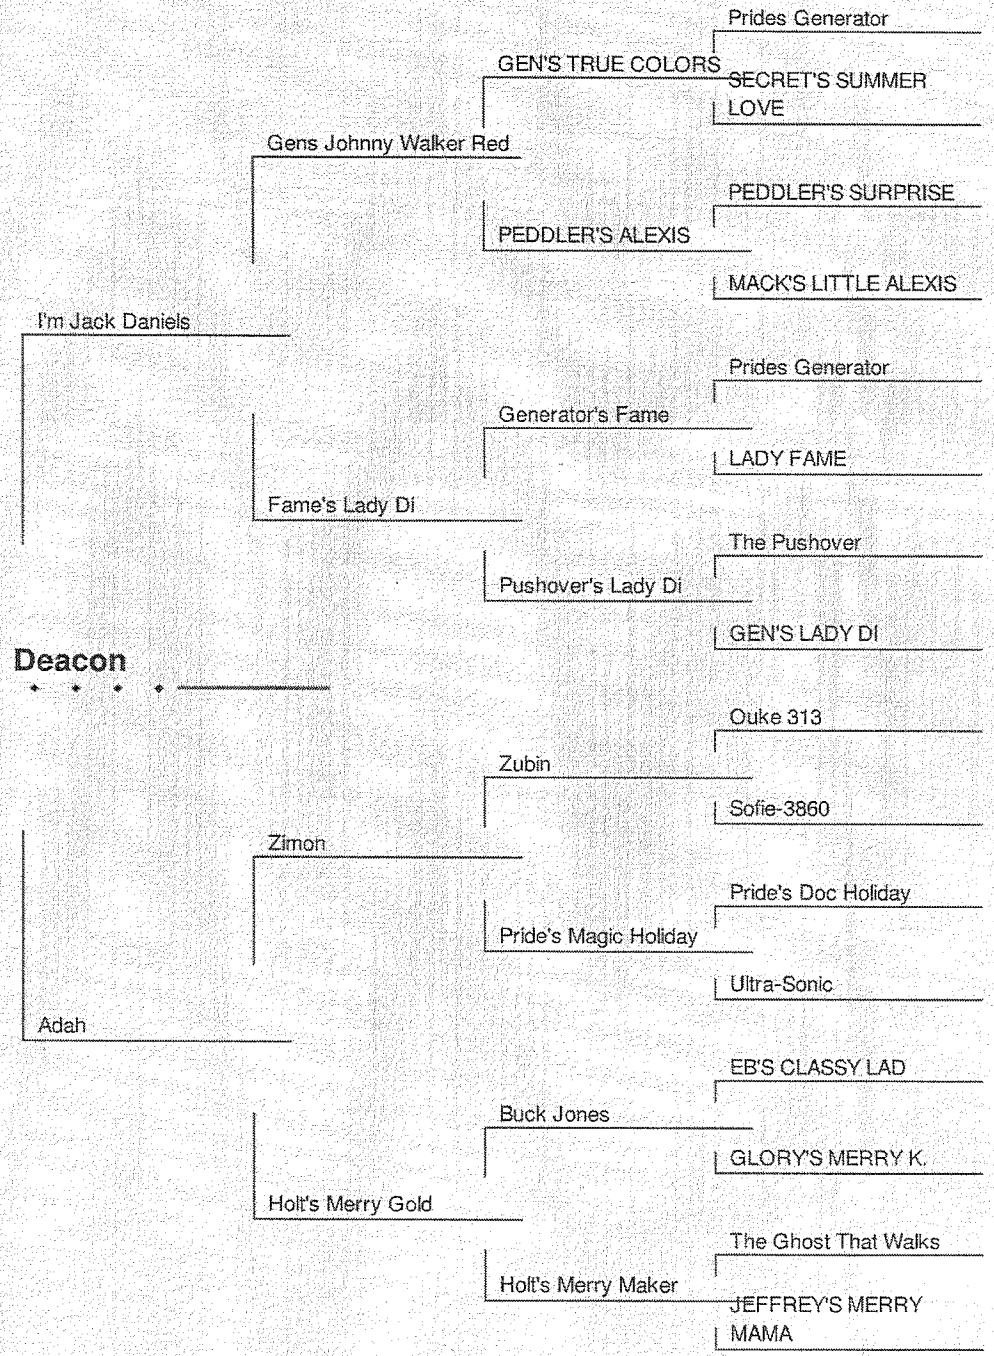 Prides Generator
GEN'S TRUE COLORS
SECRET'S SUMMER
LOVE
Gens Johnny Walker Red
PEDDLER'S SURPRISE
PEDDLER'S ALEXIS
MACK'S LITTLE ALEXIS
I'm Jack Daniels
Prides Generator
Generator's Fame
LADY FAME
Fame's Lady Di
The Pushover
Pushover's Lady Di
GEN'S LADY DI
Deacon
Ouke 313
Zubin
Sofie-3860
Zimon
Pride's Doc Holiday
Pride's Magic Holiday
Ultra-Sonic
Adah
EB'S CLASSY LAD
Buck Jones
GLORY'S MERRY K.
Holt's Merry Gold
The Ghost That Walks
Holt's Merry Maker
JEFFREY'S MERRY
MAMA